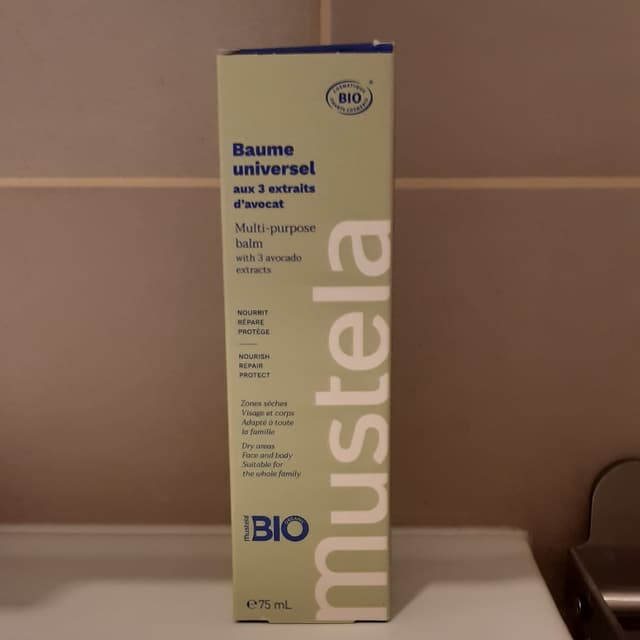 COSMÉTIQUE
BIO
Baume
universel
aux 3 extraits
d'avocat
Multi-purpose
balm
with 3 avocado
extracts
NOURRIT
RÉPARE
PROTÈGE
NOURISH
REPAIR
PROTECT
Zones sèches
Visage et corps
Adapté à toute
la famille
Dry areas
Face and body
Suitable for
the whole family
mustela
BIO
℮75 mL
mustela